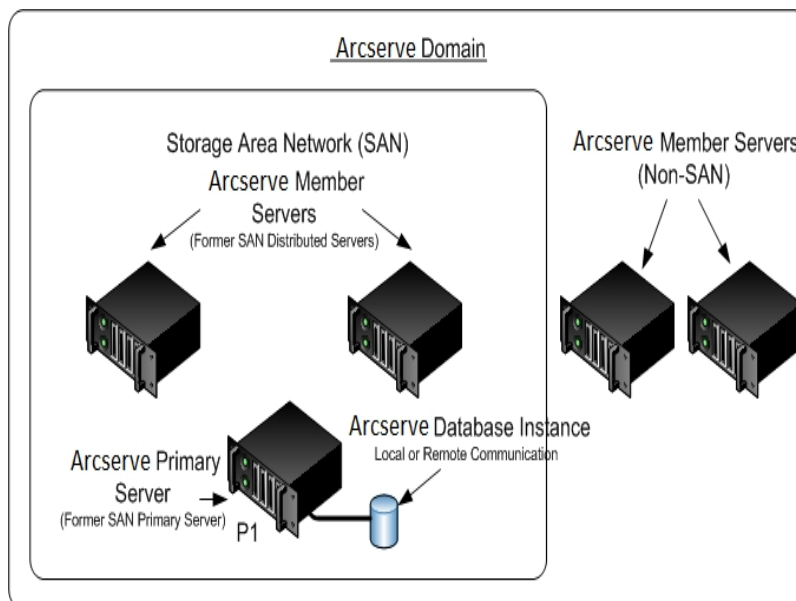 Arcserve Domain
Storage Area Network (SAN)
Arcserve Member
Servers
(Former SAN Distributed Servers)
Arcserve Member Servers
(Non-SAN)
Arcserve Database Instance
Local or Remote Communication
Arcserve Primary
Server
(Former SAN Primary Server)
P1